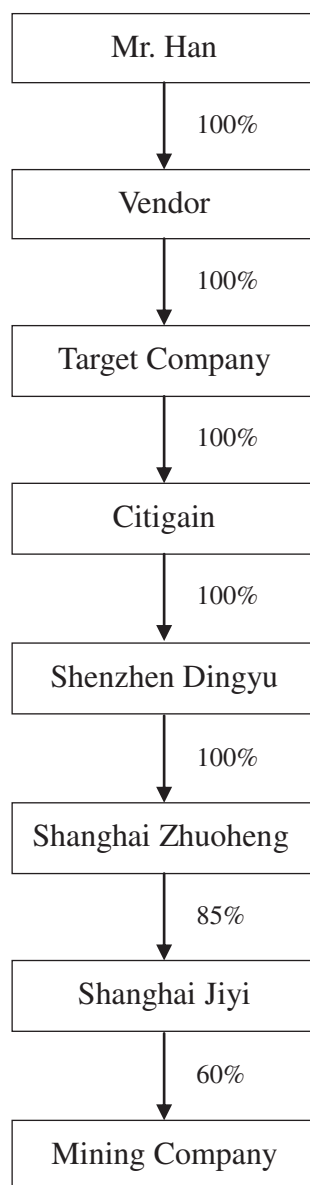 Mr. Han
100%
Vendor
100%
Target Company
100%
Citigain
100%
Shenzhen Dingyu
100%
Shanghai Zhuoheng
85%
Shanghai Jiyi
60%
Mining Company